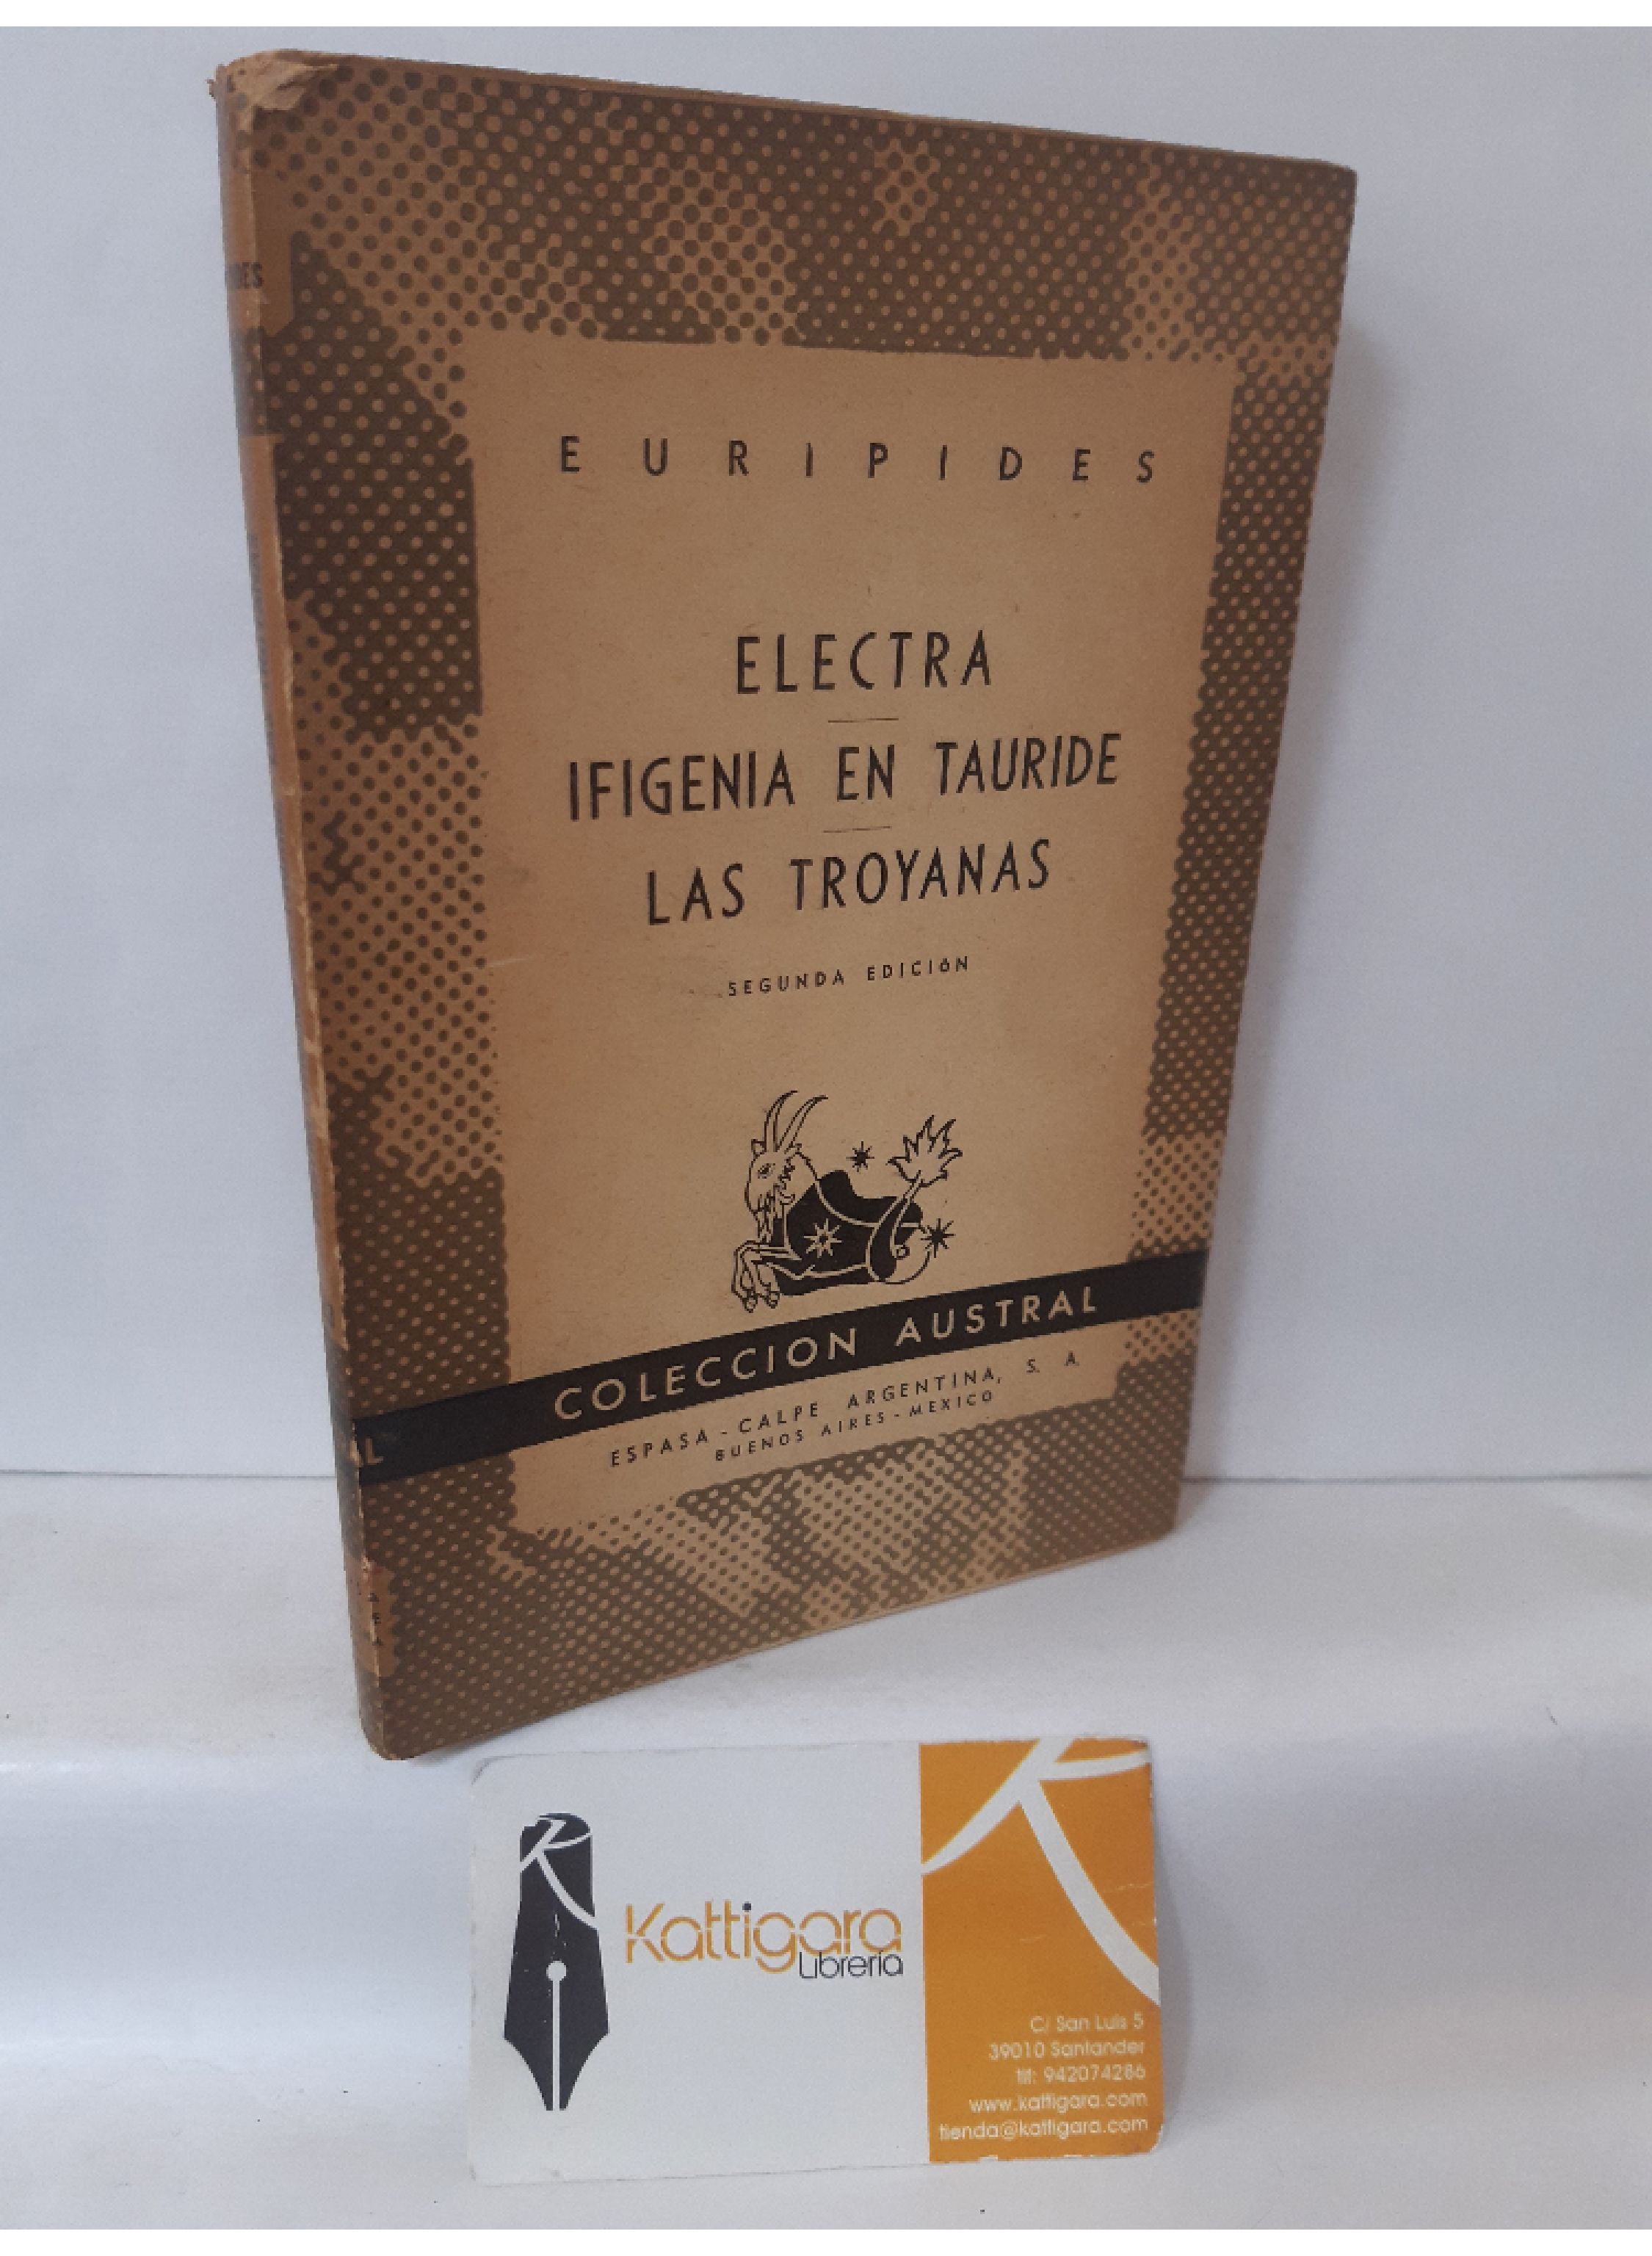 EURIPIDES
ELECTRA
IFIGENIA EN TAURIDE
LAS TROYANAS
SEGUNDA EDICIÓN
COLECCION AUSTRAL
ESPASA-CALPE ARGENTINA, S. A.
BUENOS AIRES-MEXICO
Kattigara
Librería
C/ San Luis 5
39010 Santander
tlf: 942074286
www.kattigara.com
tienda@kattigara.com